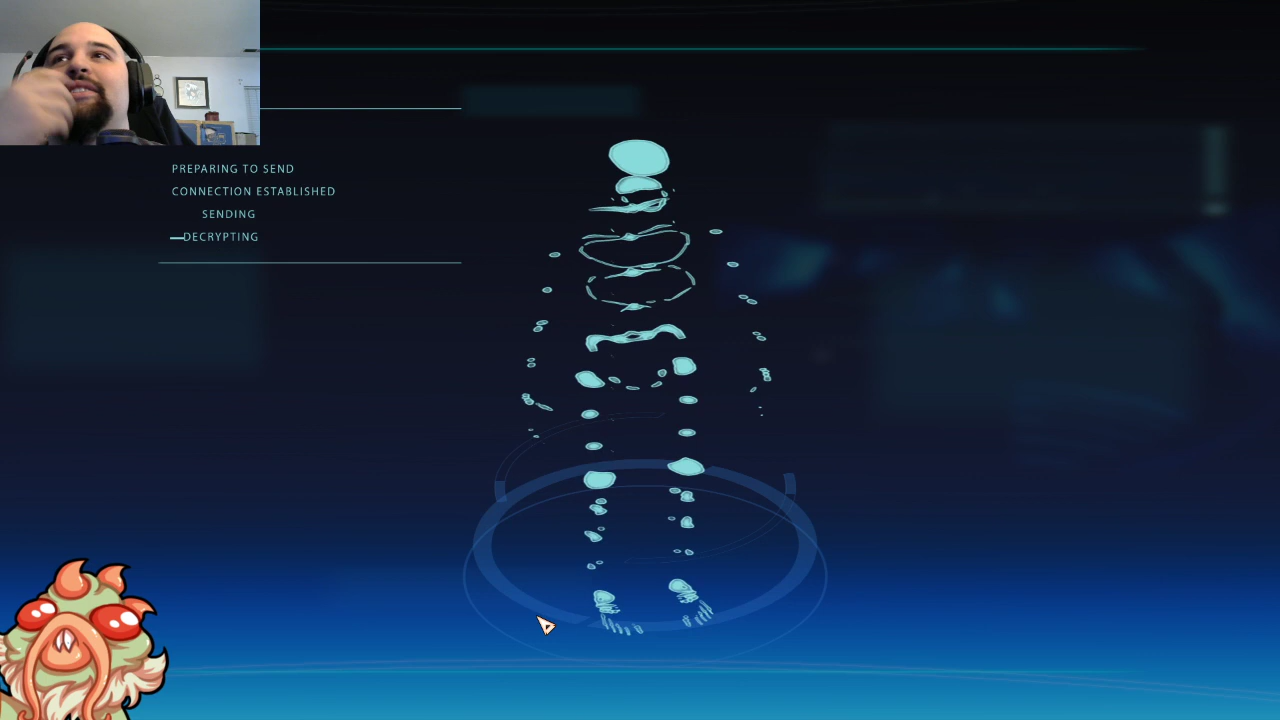 PREPARING TO SEND
CONNECTION ESTABLISHED
SENDING
DECRYPTING